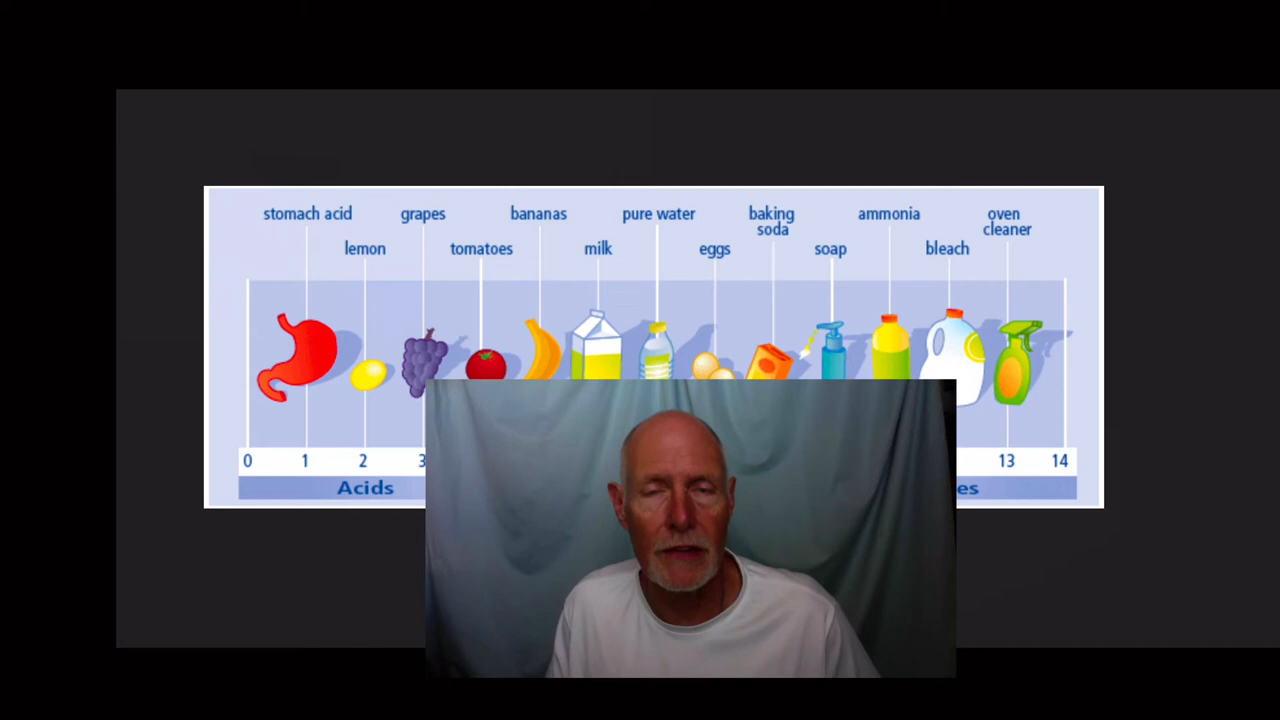 stomach acid
grapes
bananas
pure water
baking
soda
ammonia
oven
cleaner
lemon
tomatoes
milk
eggs
soap
bleach
0 1 2 3 13 14
Acids es